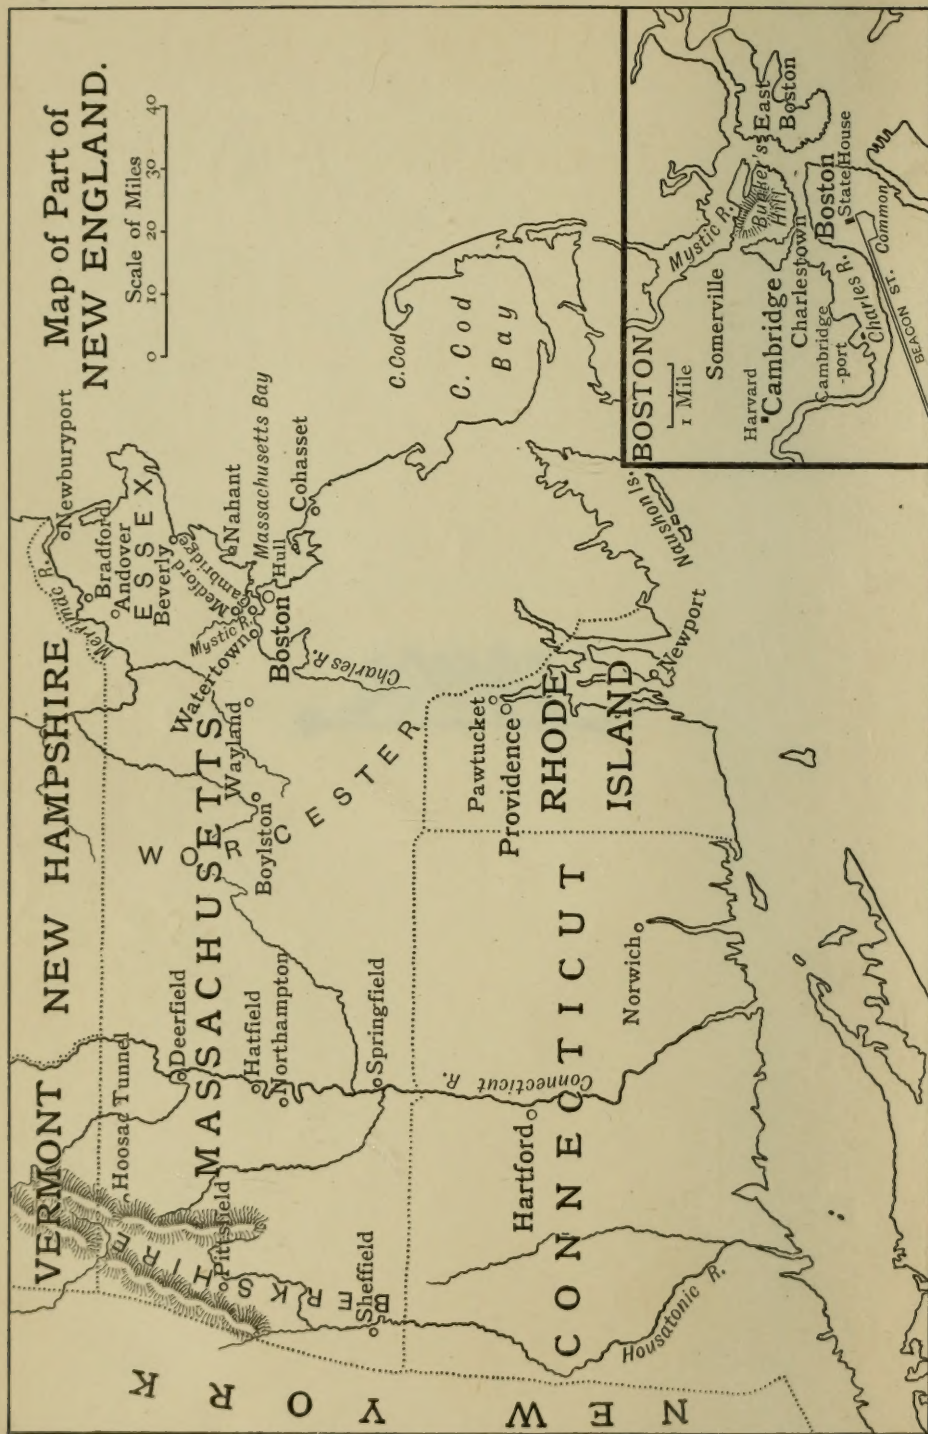 Map of Part of
NEW ENGLAND.
Scale of Miles
0 10 20 30 40
VERMONT
NEW HAMPSHIRE
NEW YORK
MASSACHUSETTS
CONNECTICUT
RHODE
ISLAND
BERKSHIRE
WORCESTER
ESSEX
Hoosac Tunnel
Pittsfield
Sheffield
Deerfield
Hatfield
Northampton
Springfield
Boylston
Wayland
Watertown
Boston
Cambridge
Medford
Mystic R.
Charles R.
Merrimac R.
Newburyport
Bradford
Andover
Beverly
Nahant
Massachusetts Bay
Hull
Cohasset
C. Cod
C. Cod
Bay
Hartford
Connecticut R.
Norwich
Housatonic R.
Pawtucket
Providence
Newport
Naushon Is.
BOSTON
1 Mile
Somerville
Mystic R.
Bunker's
Hill
East
Boston
Harvard
Cambridge
Charlestown
Boston
State House
Cambridge
-port
Charles R.
Common
BEACON ST.